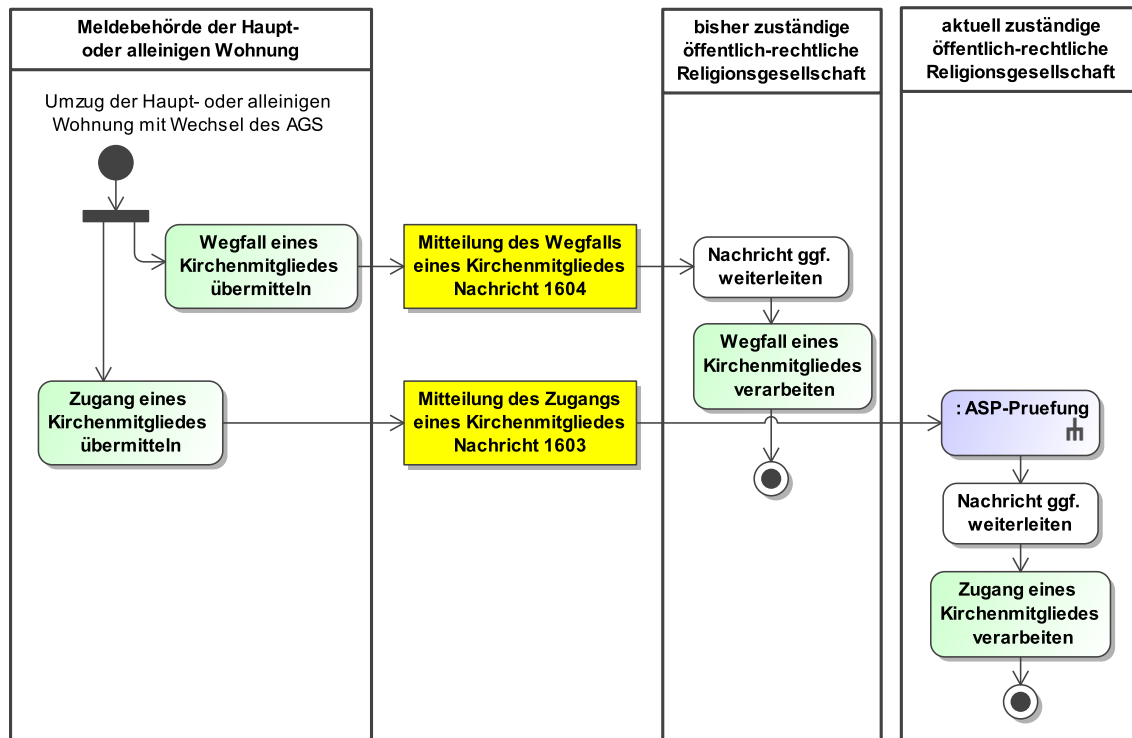 Meldebehörde der Haupt-
oder alleinigen Wohnung
bisher zuständige
öffentlich-rechtliche
Religionsgesellschaft
aktuell zuständige
öffentlich-rechtliche
Religionsgesellschaft
Umzug der Haupt- oder alleinigen
Wohnung mit Wechsel des AGS
Wegfall eines
Kirchenmitgliedes
übermitteln
Mitteilung des Wegfalls
eines Kirchenmitgliedes
Nachricht 1604
Nachricht ggf.
weiterleiten
Wegfall eines
Kirchenmitgliedes
verarbeiten
Zugang eines
Kirchenmitgliedes
übermitteln
Mitteilung des Zugangs
eines Kirchenmitgliedes
Nachricht 1603
: ASP-Pruefung
Nachricht ggf.
weiterleiten
Zugang eines
Kirchenmitgliedes
verarbeiten